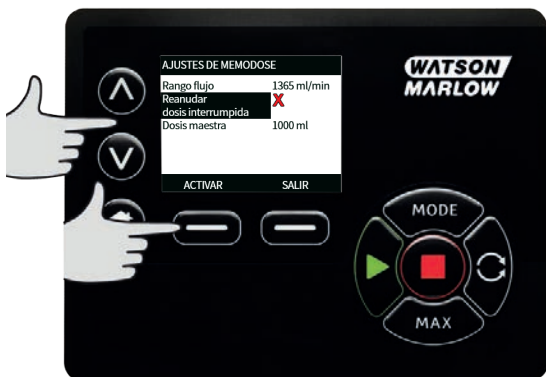 AJUSTES DE MEMODOSE
Rango flujo 1365 ml/min
Reanudar
dosis interrumpida X
Dosis maestra 1000 ml
ACTIVAR SALIR
WATSON
MARLOW
MODE
MAX